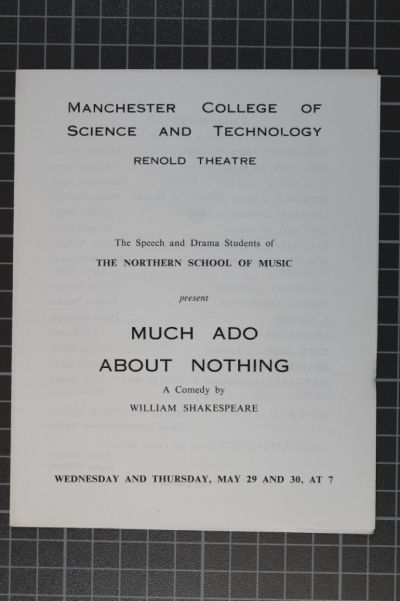 MANCHESTER COLLEGE OF
SCIENCE AND TECHNOLOGY
RENOLD THEATRE
The Speech and Drama Students of
THE NORTHERN SCHOOL OF MUSIC
present
MUCH ADO
ABOUT NOTHING
A Comedy by
WILLIAM SHAKESPEARE
WEDNESDAY AND THURSDAY, MAY 29 AND 30, AT 7